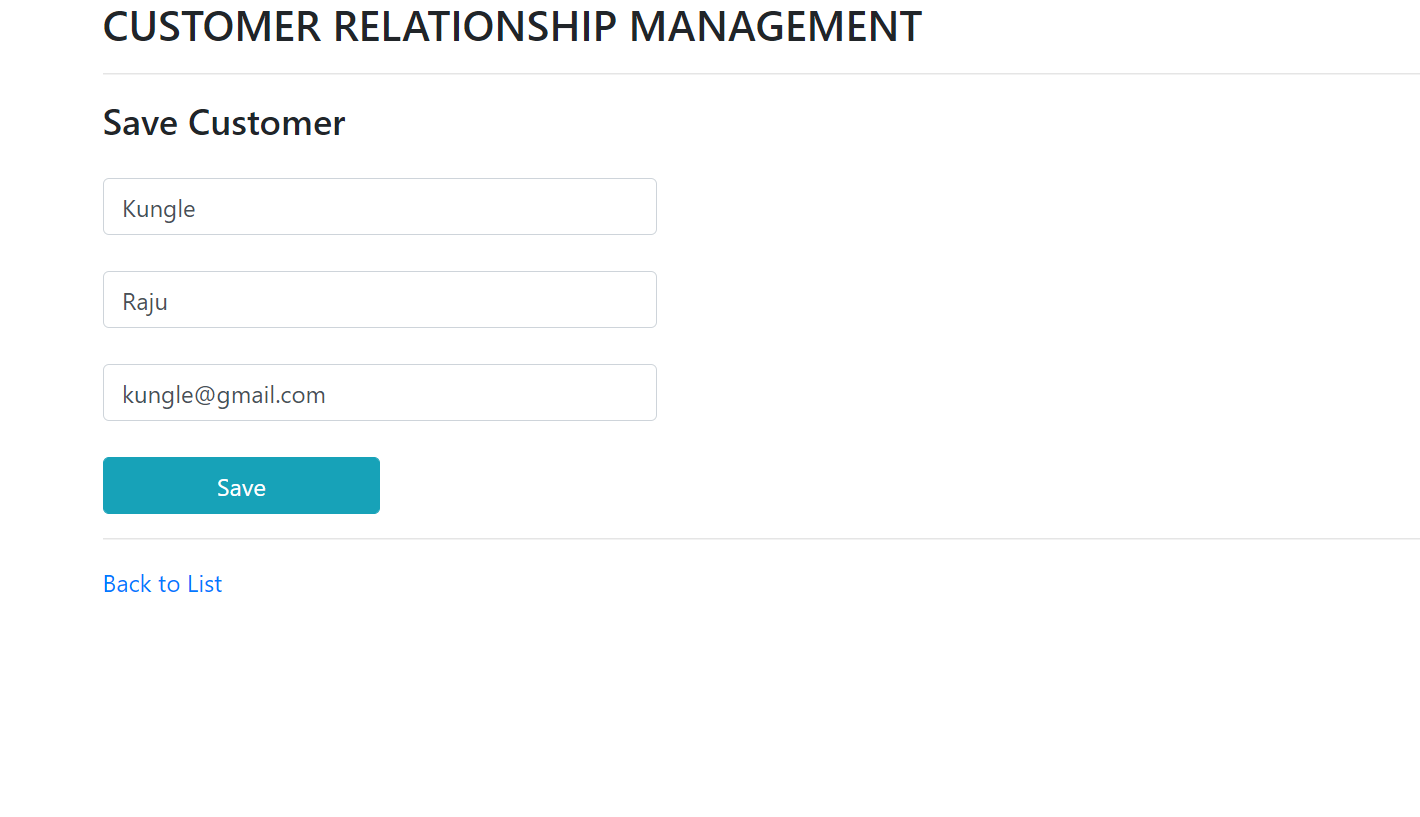 CUSTOMER RELATIONSHIP MANAGEMENT
Save Customer
Kungle
Raju
kungle@gmail.com
Save
Back to List